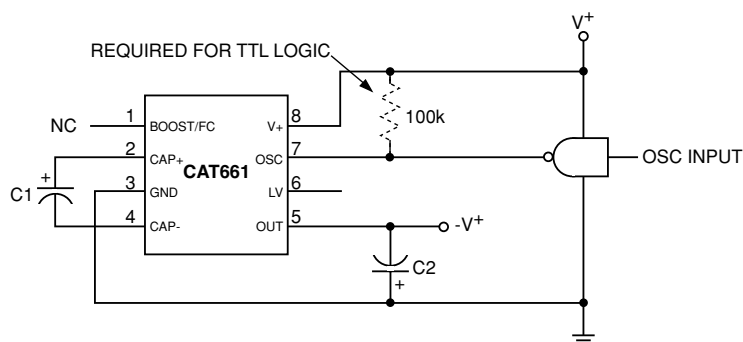 V+
REQUIRED FOR TTL LOGIC
100k
NC
1
BOOST/FC
V+
8
2
CAP+
OSC
7
OSC INPUT
CAT661
+
C1
3
GND
LV
6
4
CAP-
OUT
5
-V+
C2
+